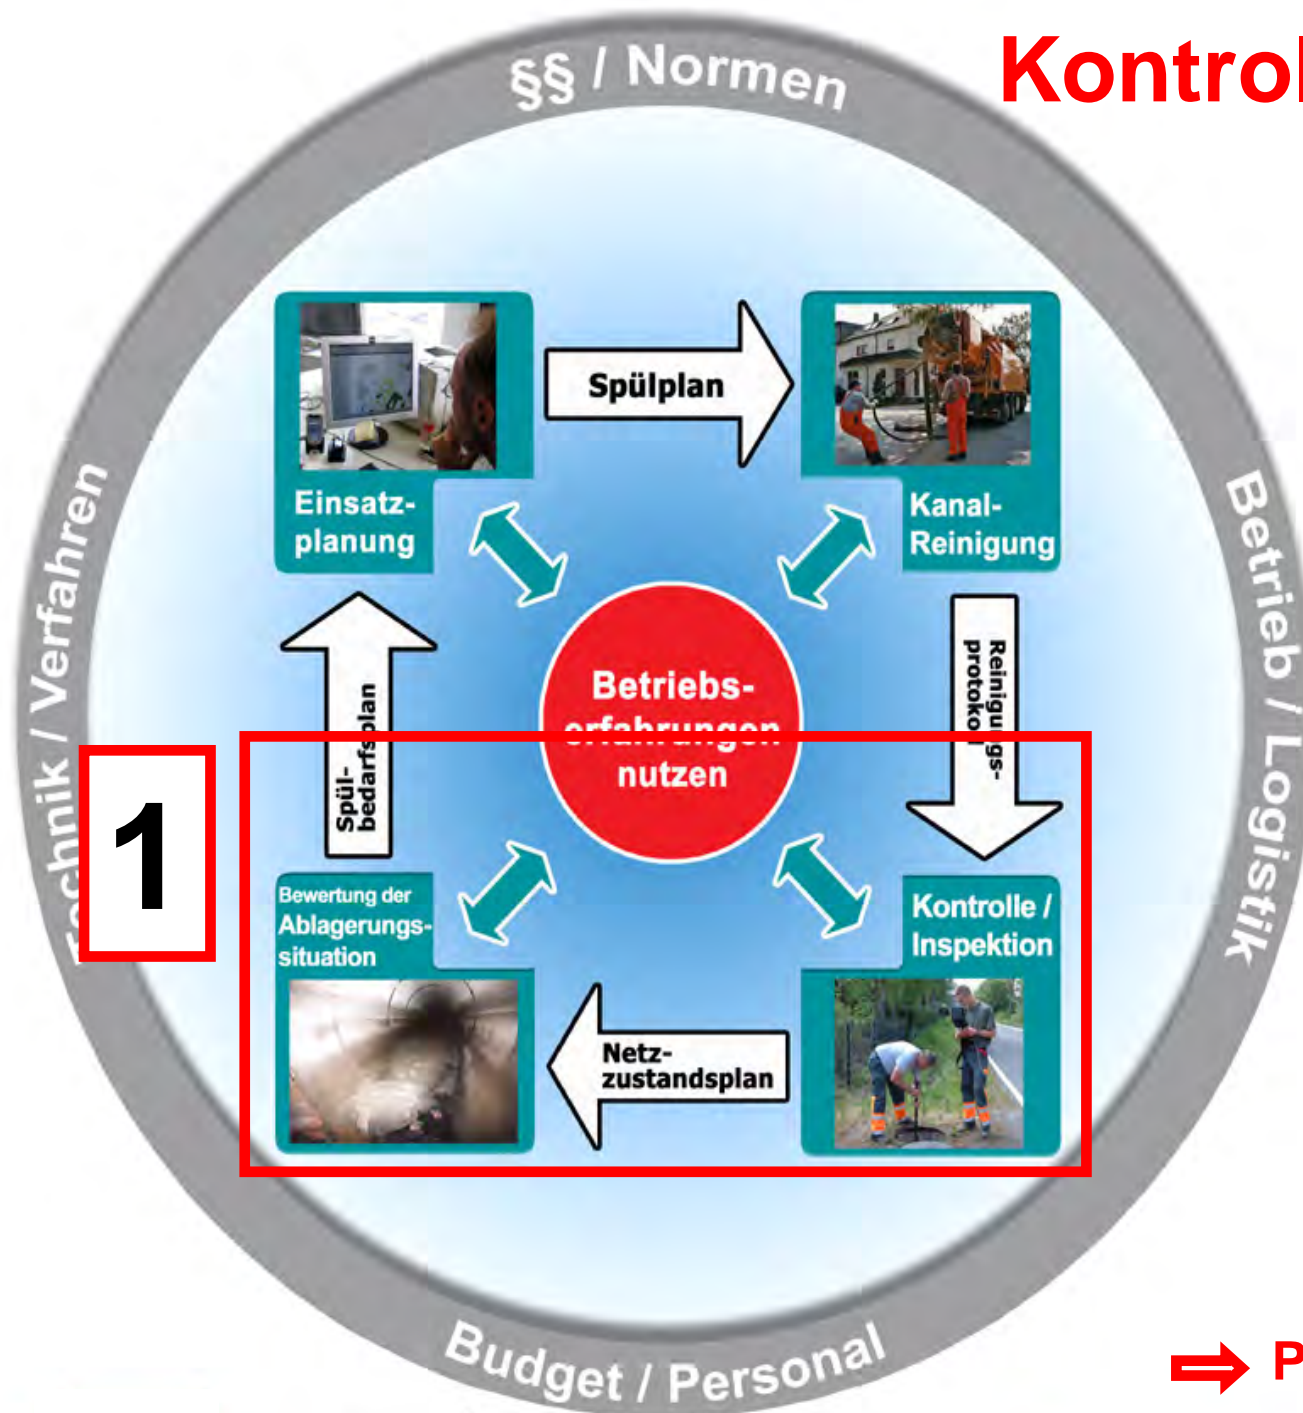 §§ / Normen
Kontrol
Einsatz-
planung
Spülplan
Kanal-
Reinigung
Technik / Verfahren
Betrieb / Logistik
Betriebs-
erfahrungen
nutzen
Spül-
bedarfsplan
Reinigungs-
protokol
1
Bewertung der
Ablagerungs-
situation
Kontrolle /
Inspektion
Netz-
zustandsplan
Budget / Personal
P